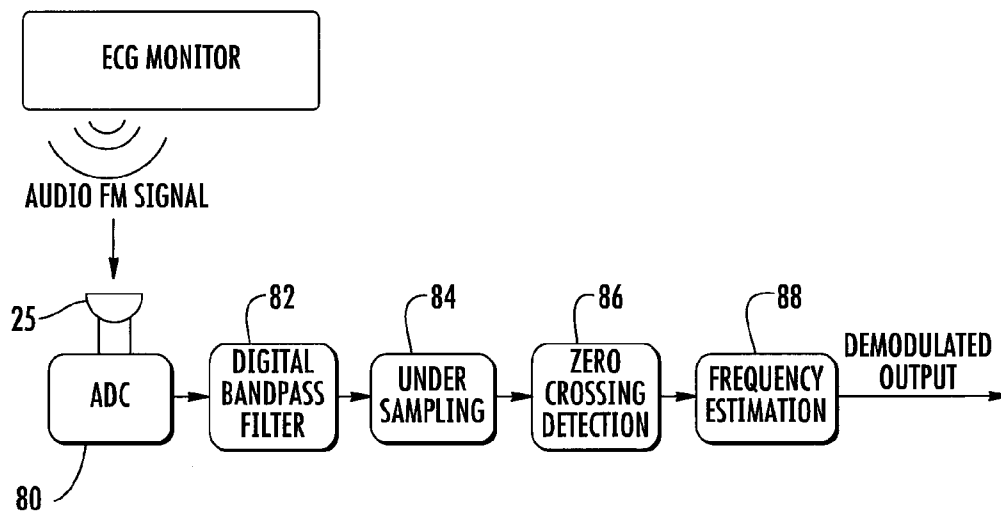 ECG MONITOR
AUDIO FM SIGNAL
25
82
84
86
88
ADC
DIGITAL
BANDPASS
FILTER
UNDER
SAMPLING
ZERO
CROSSING
DETECTION
FREQUENCY
ESTIMATION
DEMODULATED
OUTPUT
80